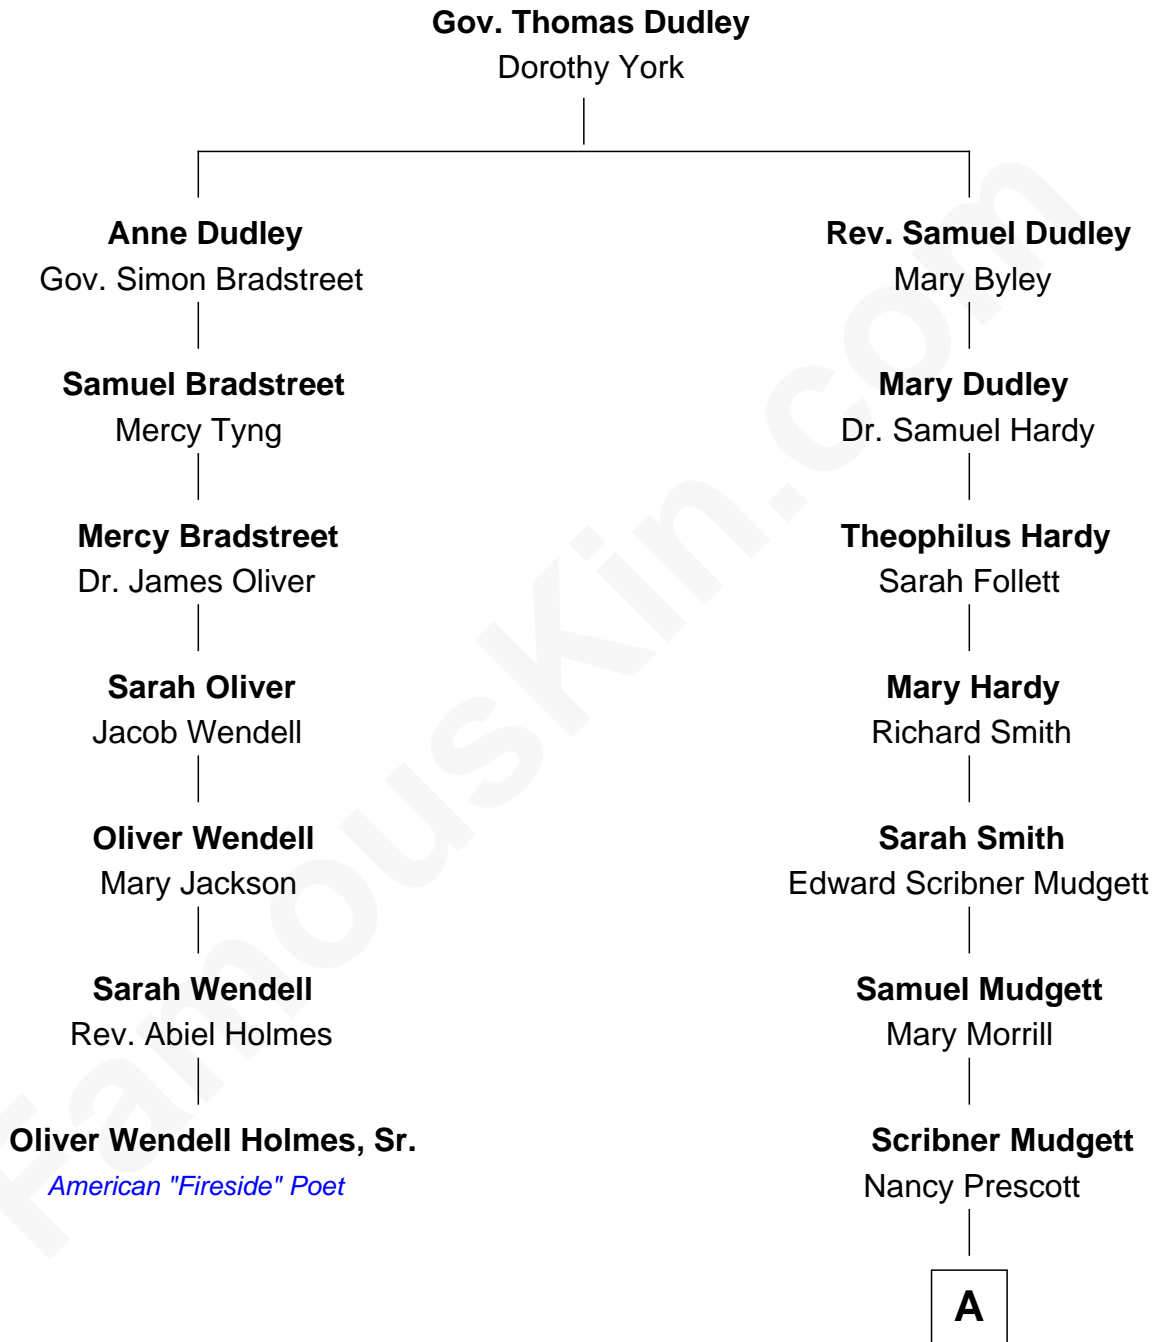 Gov. Thomas Dudley
Dorothy York
Anne Dudley
Gov. Simon Bradstreet
Samuel Bradstreet
Mercy Tyng
Mercy Bradstreet
Dr. James Oliver
Sarah Oliver
Jacob Wendell
Oliver Wendell
Mary Jackson
Sarah Wendell
Rev. Abiel Holmes
Oliver Wendell Holmes, Sr.
American "Fireside" Poet
Rev. Samuel Dudley
Mary Byley
Mary Dudley
Dr. Samuel Hardy
Theophilus Hardy
Sarah Follett
Mary Hardy
Richard Smith
Sarah Smith
Edward Scribner Mudgett
Samuel Mudgett
Mary Morrill
Scribner Mudgett
Nancy Prescott
A
FamousKin.com